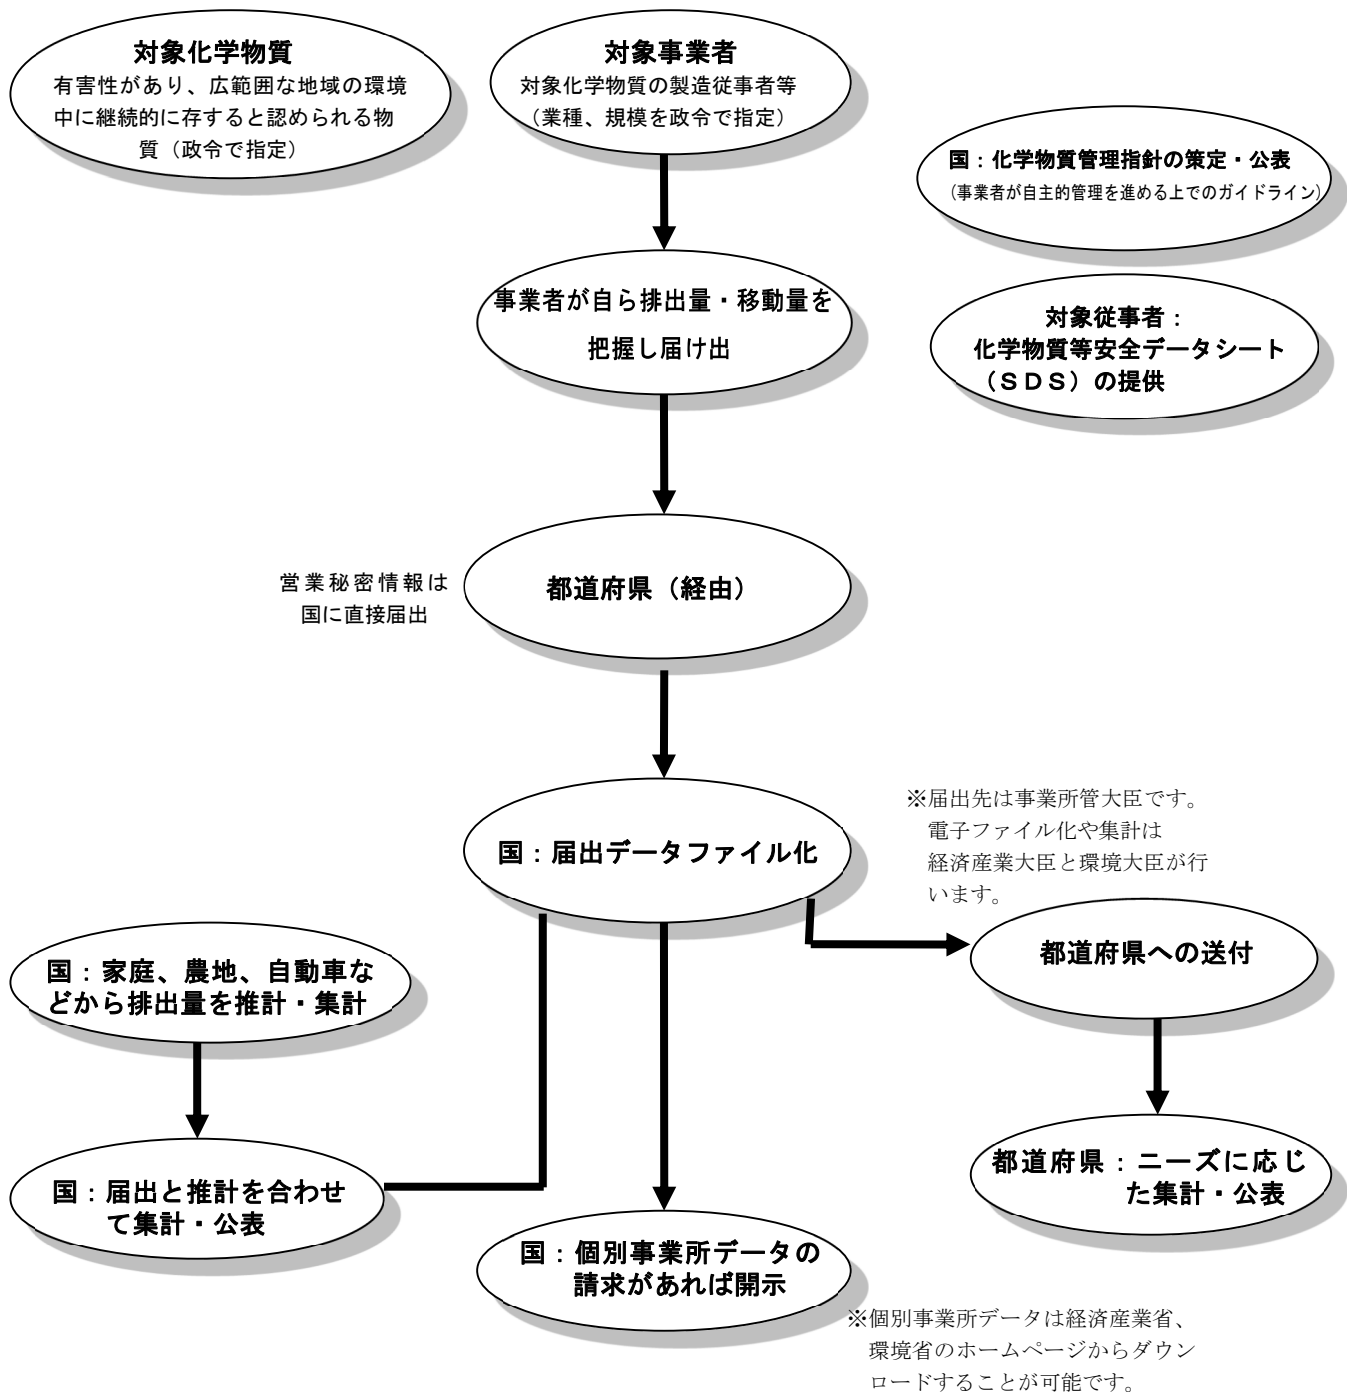 対象化学物質
有害性があり、広範囲な地域の環境
中に継続的に存すると認められる物
質（政令で指定）
対象事業者
対象化学物質の製造従事者等
（業種、規模を政令で指定）
国：化学物質管理指針の策定・公表
（事業者が自主的管理を進める上でのガイドライン）
事業者が自ら排出量・移動量を
把握し届け出
対象従事者：
化学物質等安全データシート
（ＳＤＳ）の提供
営業秘密情報は
国に直接届出
都道府県（経由）
国：届出データファイル化
※届出先は事業所管大臣です。
電子ファイル化や集計は
経済産業大臣と環境大臣が行
います。
国：家庭、農地、自動車な
どから排出量を推計・集計
都道府県への送付
国：届出と推計を合わせ
て集計・公表
都道府県：ニーズに応じ
た集計・公表
国：個別事業所データの
請求があれば開示
※個別事業所データは経済産業省、
環境省のホームページからダウン
ロードすることが可能です。